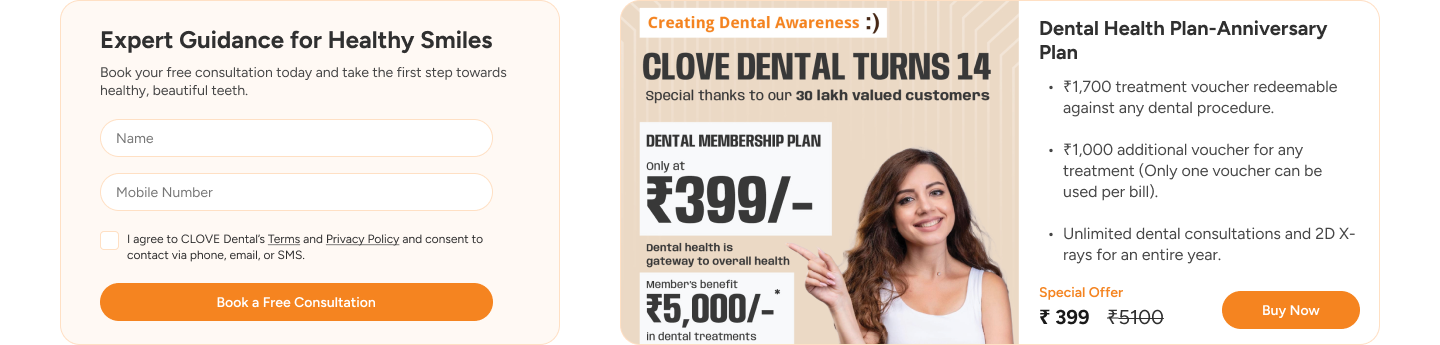 Expert Guidance for Healthy Smiles
Book your free consultation today and take the first step towards
healthy, beautiful teeth.
Name
Mobile Number
I agree to CLOVE Dental's Terms and Privacy Policy and consent to
contact via phone, email, or SMS.
Book a Free Consultation
Creating Dental Awareness :)
CLOVE DENTAL TURNS 14
Special thanks to our 30 lakh valued customers
DENTAL MEMBERSHIP PLAN
Only at
₹399/-
Dental health is
gateway to overall health
Member's benefit
₹5,000/-*
in dental treatments
Dental Health Plan-Anniversary
Plan
• ₹1,700 treatment voucher redeemable
against any dental procedure.
• ₹1,000 additional voucher for any
treatment (Only one voucher can be
used per bill).
• Unlimited dental consultations and 2D X-
rays for an entire year.
Special Offer
₹ 399 ₹5100
Buy Now